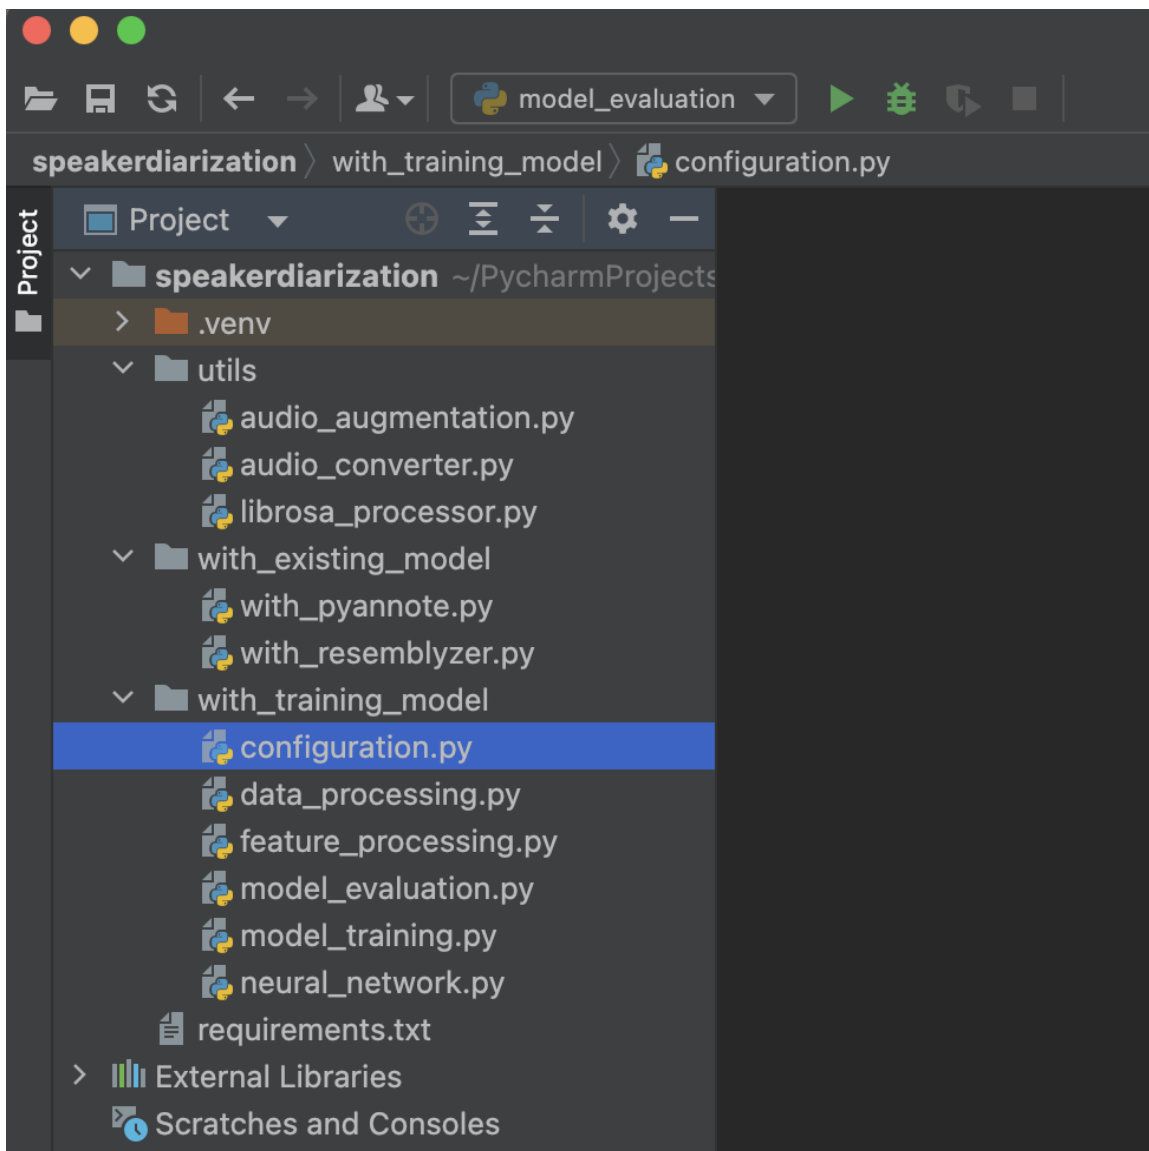 model_evaluation
speakerdiarization with_training_model configuration.py
Project
Project
speakerdiarization ~/PycharmProjects
.venv
utils
audio_augmentation.py
audio_converter.py
librosa_processor.py
with_existing_model
with_pyannote.py
with_resemblyzer.py
with_training_model
configuration.py
data_processing.py
feature_processing.py
model_evaluation.py
model_training.py
neural_network.py
requirements.txt
External Libraries
Scratches and Consoles